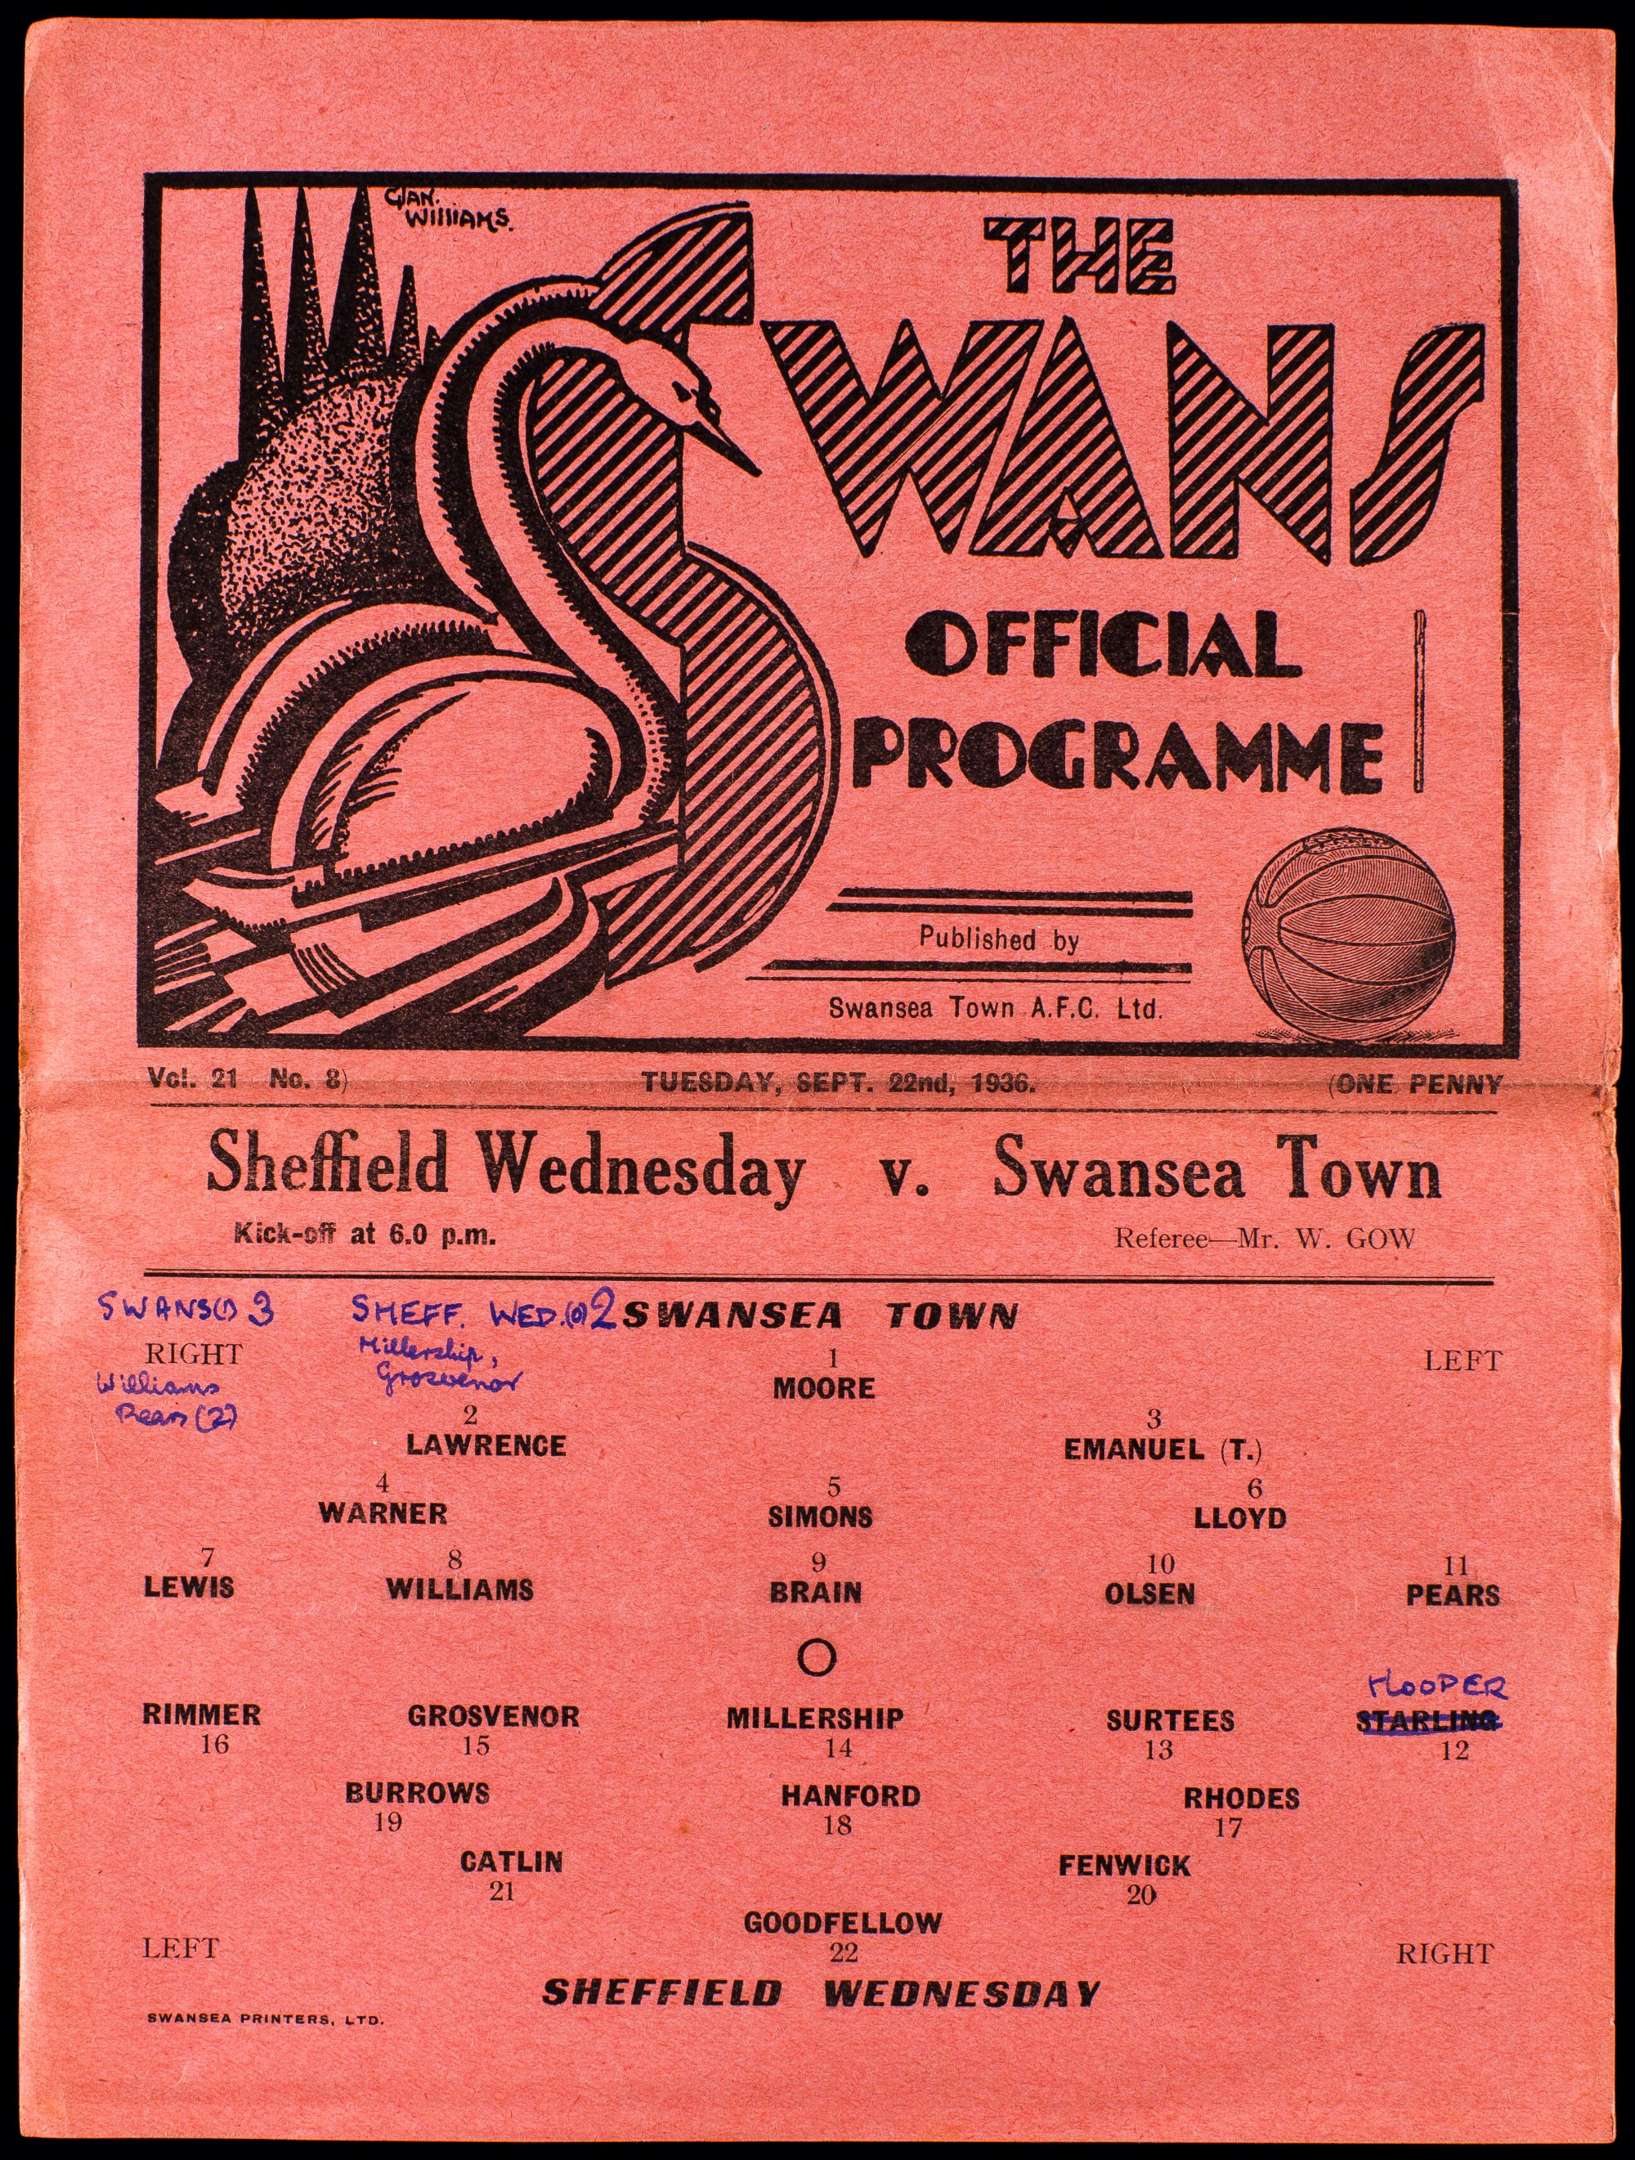 GJAN.
WILLIAMS.
THE
SWANS
OFFICIAL
PROGRAMME
Published by
Swansea Town A.F.C. Ltd.
Vol. 21 No. 8) TUESDAY, SEPT. 22nd, 1936. (ONE PENNY
Sheffield Wednesday v. Swansea Town
Kick-off at 6.0 p.m. Referee—Mr. W. GOW
SWANS(1) 3 SHEFF. WED.(0) 2 SWANSEA TOWN
RIGHT Millership, 1 LEFT
Williams Grosvenor MOORE
Pears (2) 2 3
LAWRENCE EMANUEL (T.)
4 5 6
WARNER SIMONS LLOYD
7 8 9 10 11
LEWIS WILLIAMS BRAIN OLSEN PEARS
HOOPER
RIMMER GROSVENOR MILLERSHIP SURTEES STARLING
16 15 14 13 12
BURROWS HANFORD RHODES
19 18 17
CATLIN FENWICK
21 20
GOODFELLOW
LEFT 22 RIGHT
SHEFFIELD WEDNESDAY
SWANSEA PRINTERS, LTD.